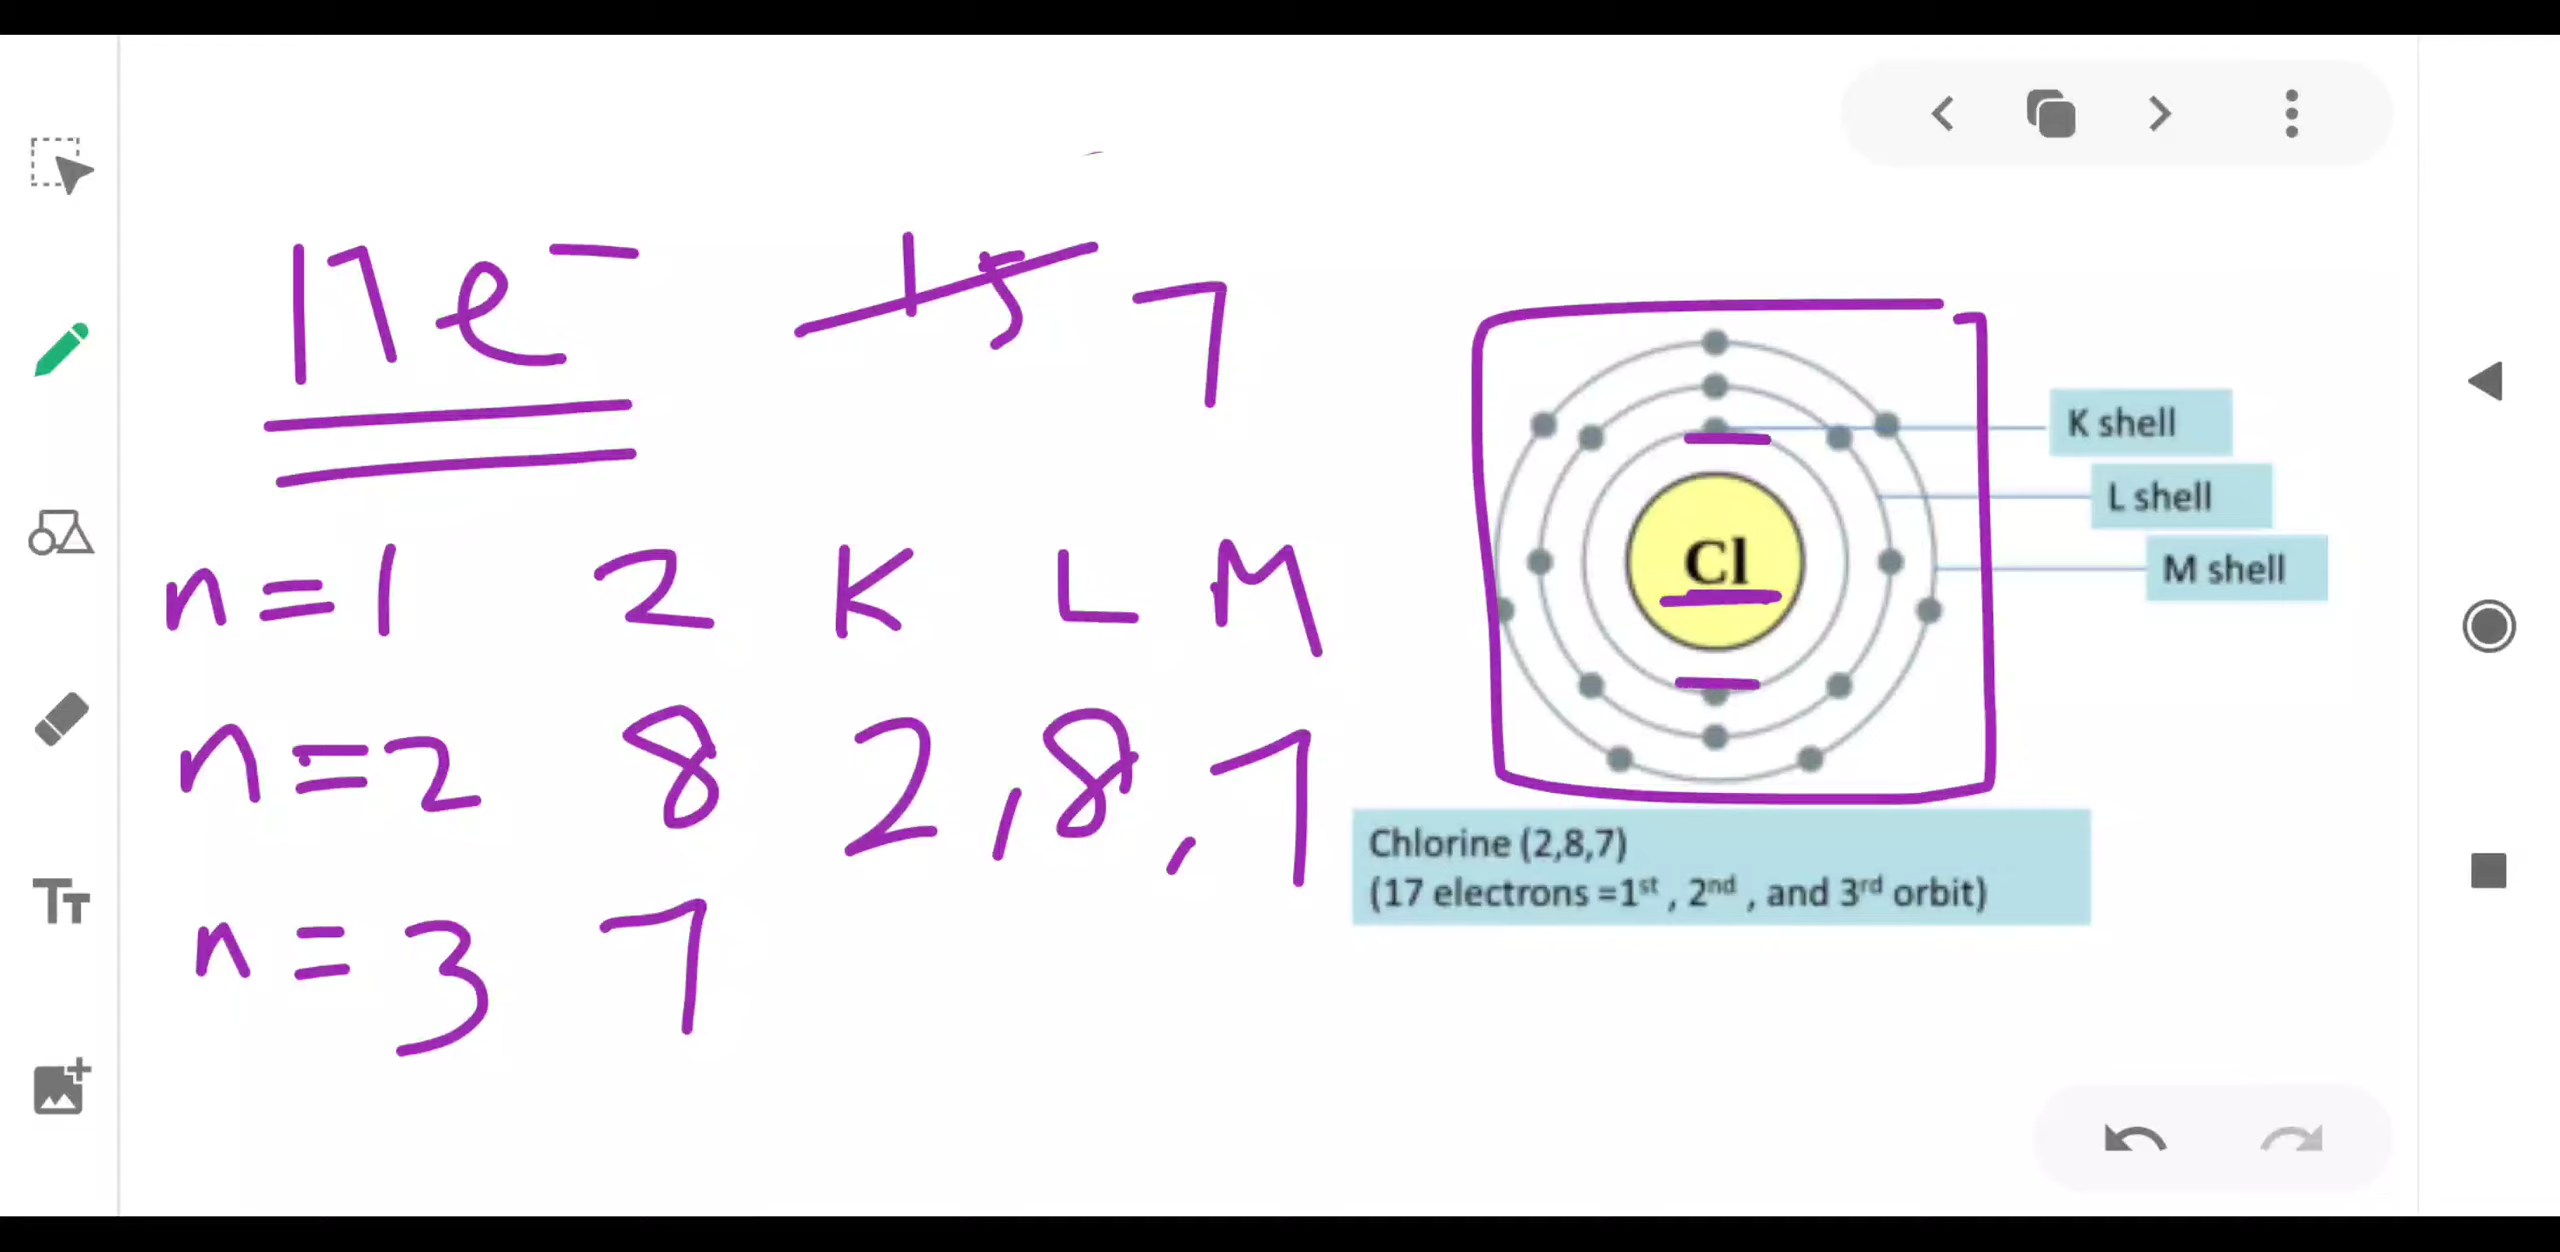 17e⁻ 15 7
n=1 2 K L M
n=2 8 2,8,7
n=3 7
K shell
L shell
M shell
Cl
Chlorine (2,8,7)
(17 electrons =1st , 2nd , and 3rd orbit)
Tт